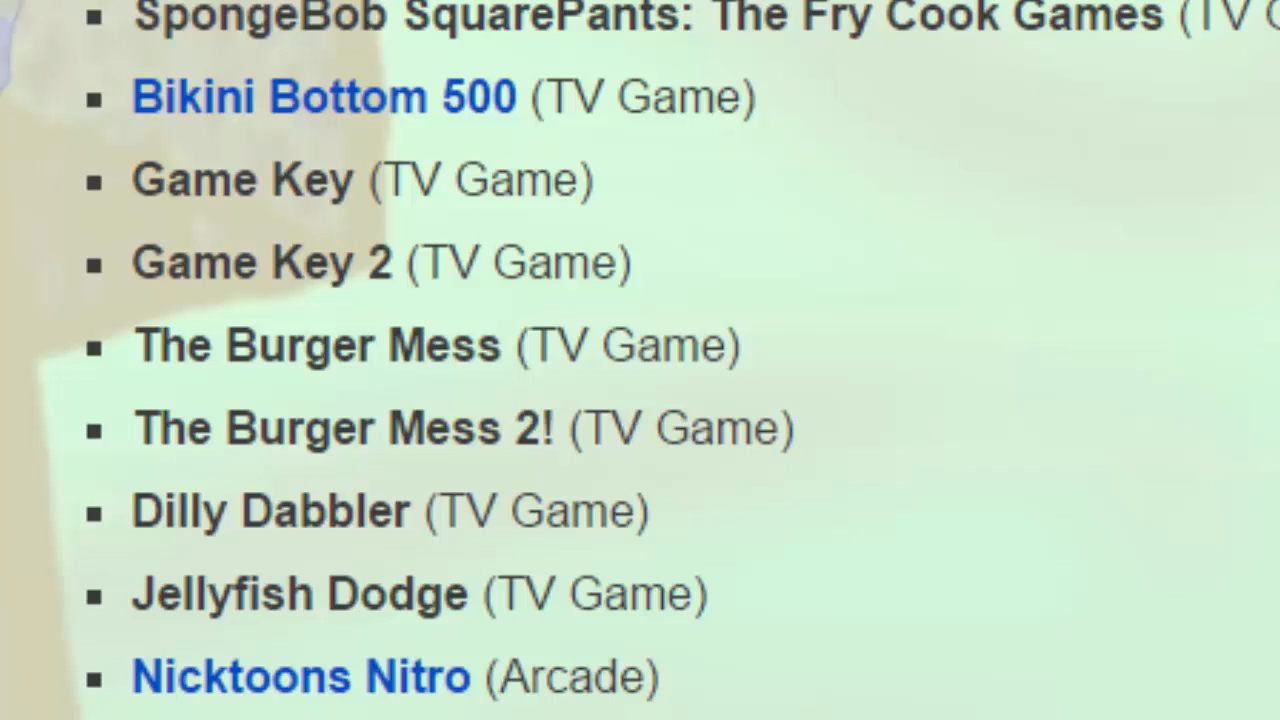 SpongeBob SquarePants: The Fry Cook Games (TV
Bikini Bottom 500 (TV Game)
Game Key (TV Game)
Game Key 2 (TV Game)
The Burger Mess (TV Game)
The Burger Mess 2! (TV Game)
Dilly Dabbler (TV Game)
Jellyfish Dodge (TV Game)
Nicktoons Nitro (Arcade)